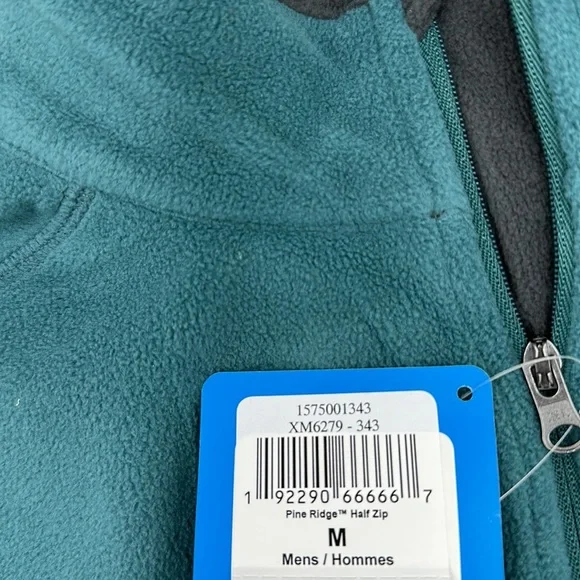 1575001343
XM6279 - 343
1 92290 66666 7
Pine Ridge™ Half Zip
M
Mens / Hommes